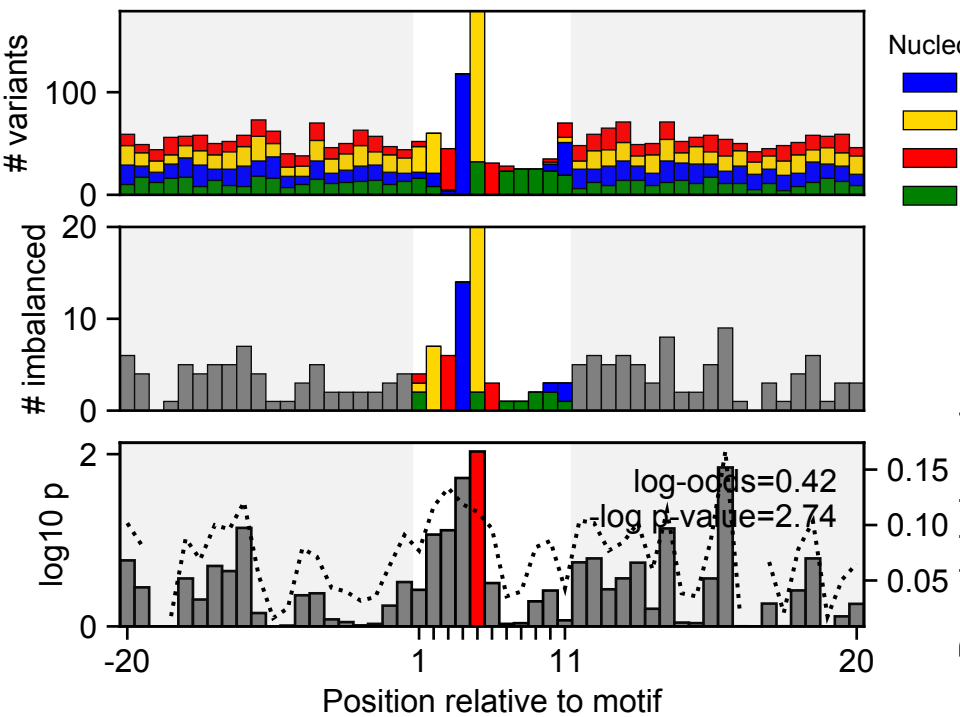 # variants
100
0
Nuclec
# imbalanced
20
10
0
log10 p
2
0
log-odds=0.42
-log p-value=2.74
0.15
0.10
0.05
-20
1
11
20
Position relative to motif